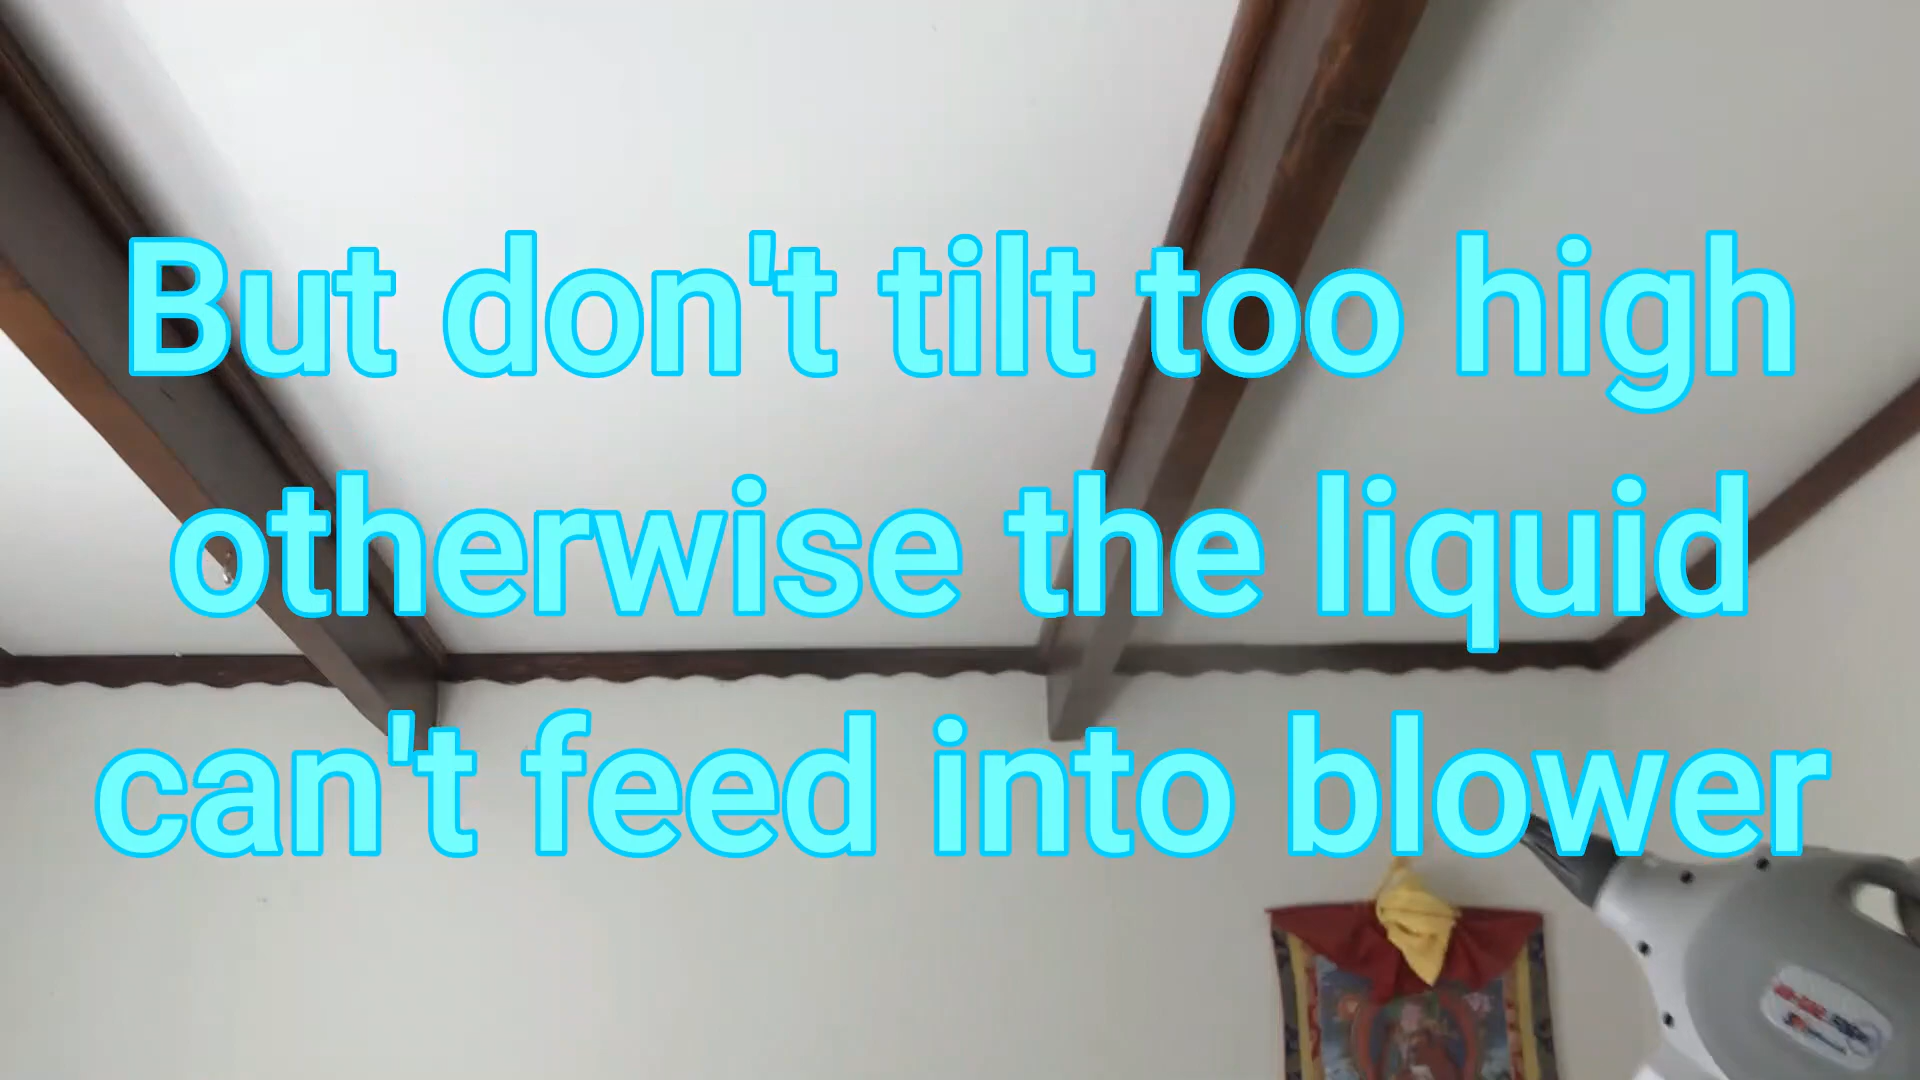 But don't tilt too high
otherwise the liquid
can't feed into blower